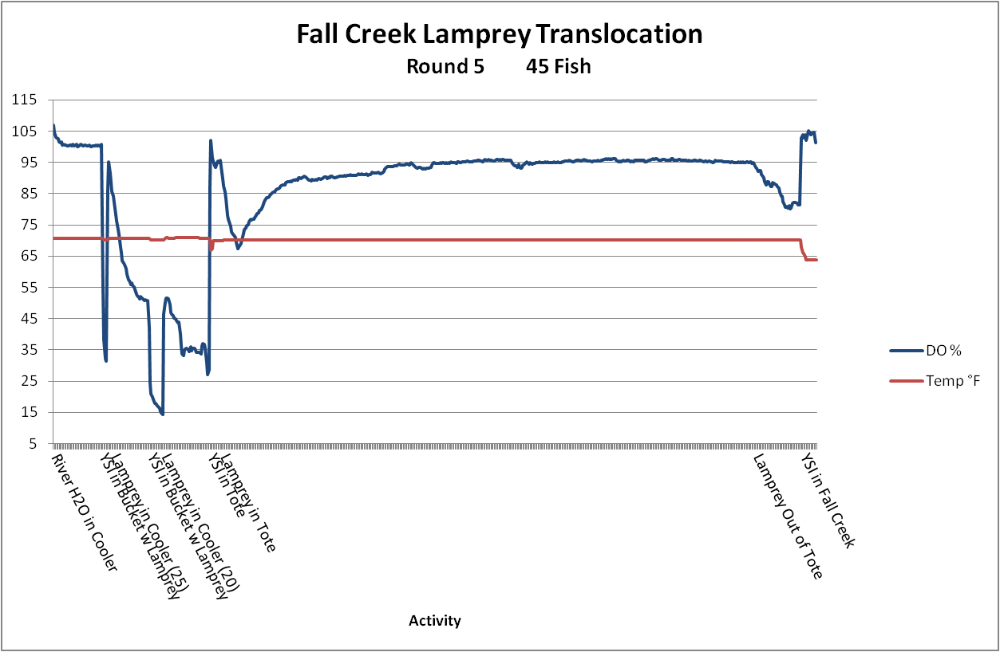 Fall Creek Lamprey Translocation
Round 5 45 Fish
115
105
95
85
75
65
55
45
35
25
15
5
DO %
Temp °F
River H2O in Cooler
YSI in Bucket w Lamprey
Lamprey in Cooler (25)
YSI in Bucket w Lamprey
Lamprey in Cooler (20)
YSI in Tote
Lamprey in Tote
Lamprey Out of Tote
YSI in Fall Creek
Activity